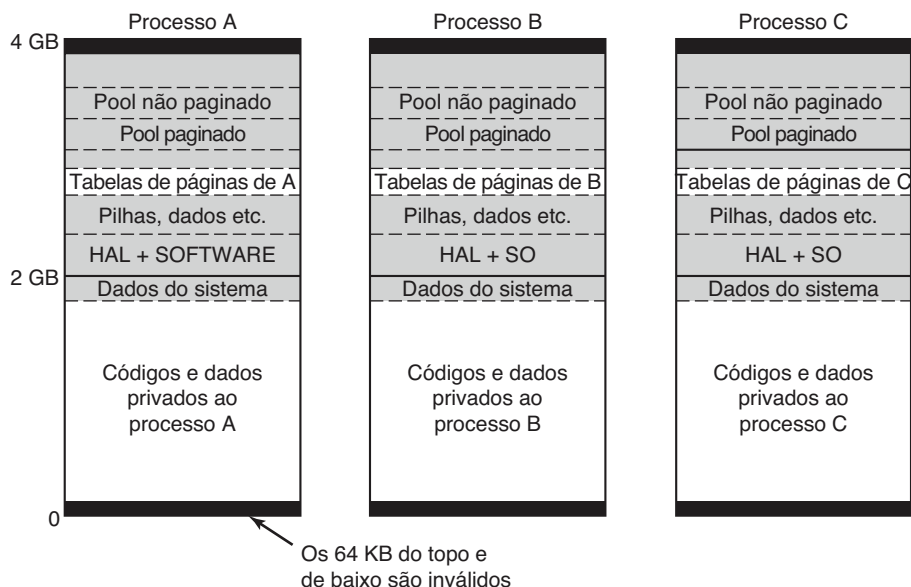 Processo A
Processo B
Processo C
4 GB
Pool não paginado
Pool não paginado
Pool não paginado
Pool paginado
Pool paginado
Pool paginado
Tabelas de páginas de A
Tabelas de páginas de B
Tabelas de páginas de C
Pilhas, dados etc.
Pilhas, dados etc.
Pilhas, dados etc.
HAL + SOFTWARE
HAL + SO
HAL + SO
2 GB
Dados do sistema
Dados do sistema
Dados do sistema
Códigos e dados
privados ao
processo A
Códigos e dados
privados ao
processo B
Códigos e dados
privados ao
processo C
0
Os 64 KB do topo e
de baixo são inválidos